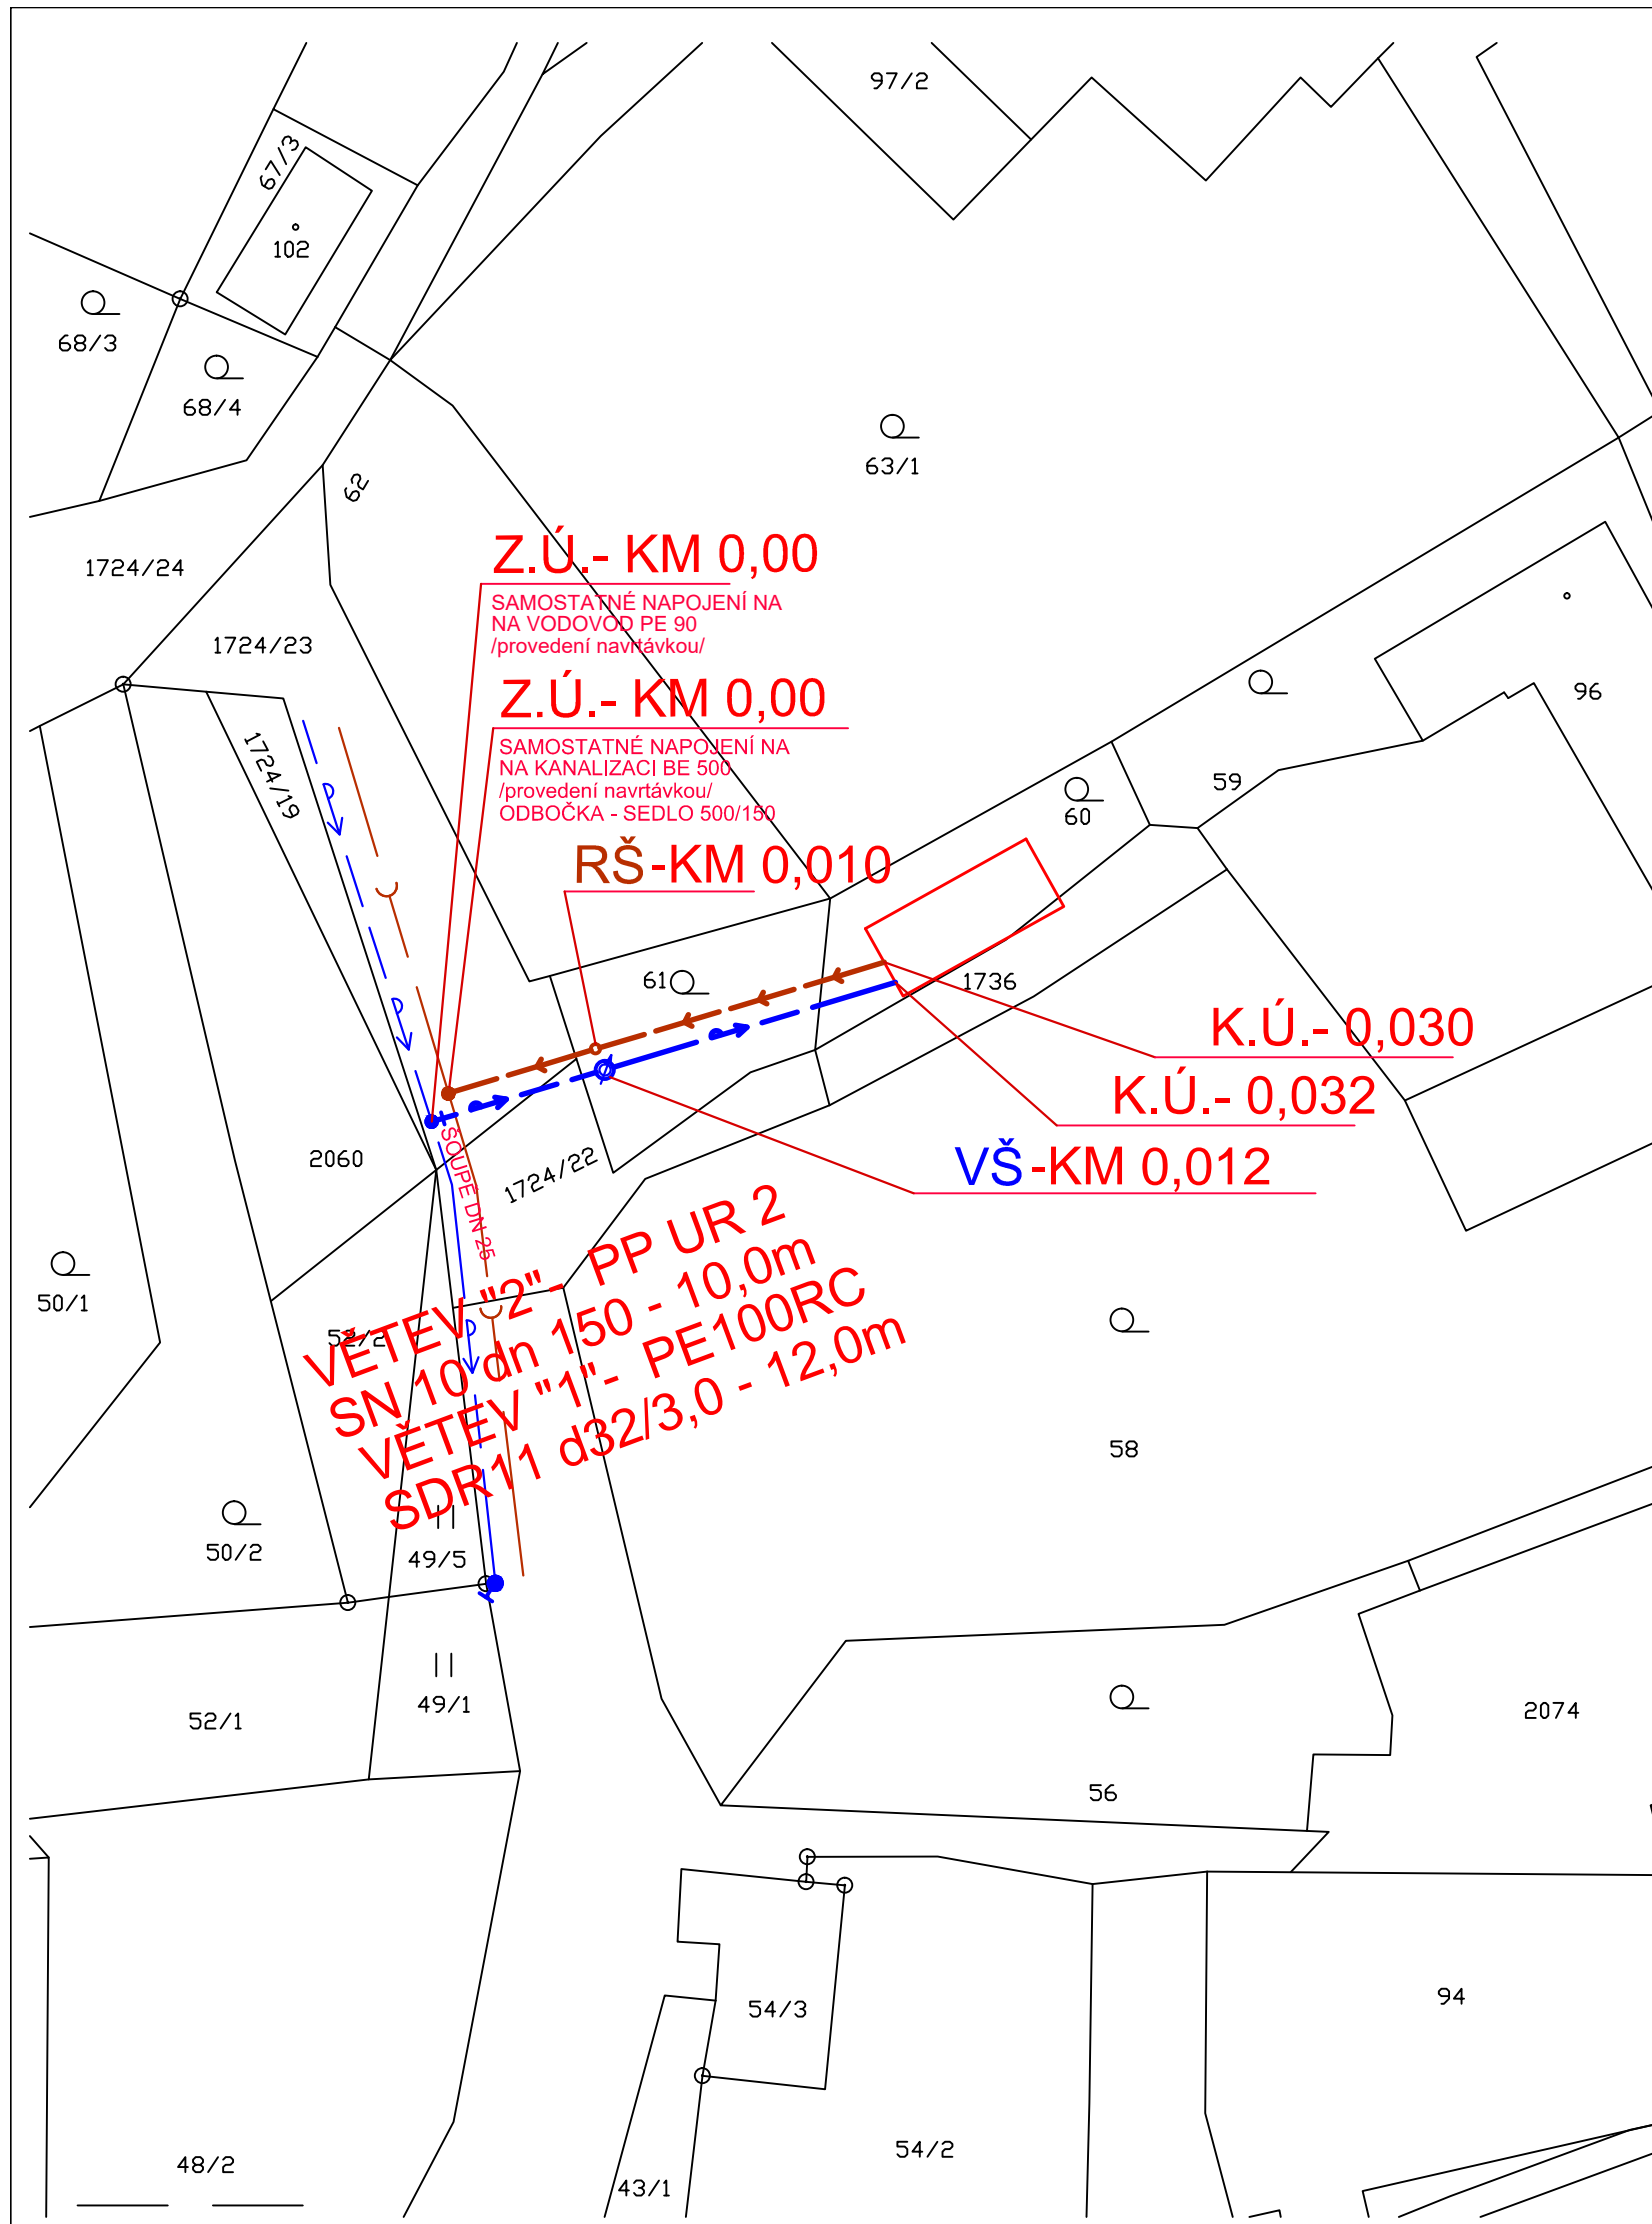 97/2
67/3
102
68/3
68/4
63/1
62
1724/24
Z.Ú.- KM 0,00
SAMOSTATNÉ NAPOJENÍ NA
NA VODOVOD PE 90
/provedení navrtávkou/
1724/23
Z.Ú.- KM 0,00
SAMOSTATNÉ NAPOJENÍ NA
NA KANALIZACI BE 500
/provedení navrtávkou/
ODBOČKA - SEDLO 500/150
96
1724/19
59
60
RŠ-KM 0,010
61
1736
K.Ú.- 0,030
K.Ú.- 0,032
VŠ-KM 0,012
ŠOUPĚ DN 25
2060
1724/22
VĚTEV "2"- PP UR 2
SN 10 dn 150 - 10,0m
VĚTEV "1"- PE100RC
SDR11 d32/3,0 - 12,0m
50/1
52/2
58
50/2
49/5
52/1
49/1
2074
56
94
54/3
54/2
48/2
43/1